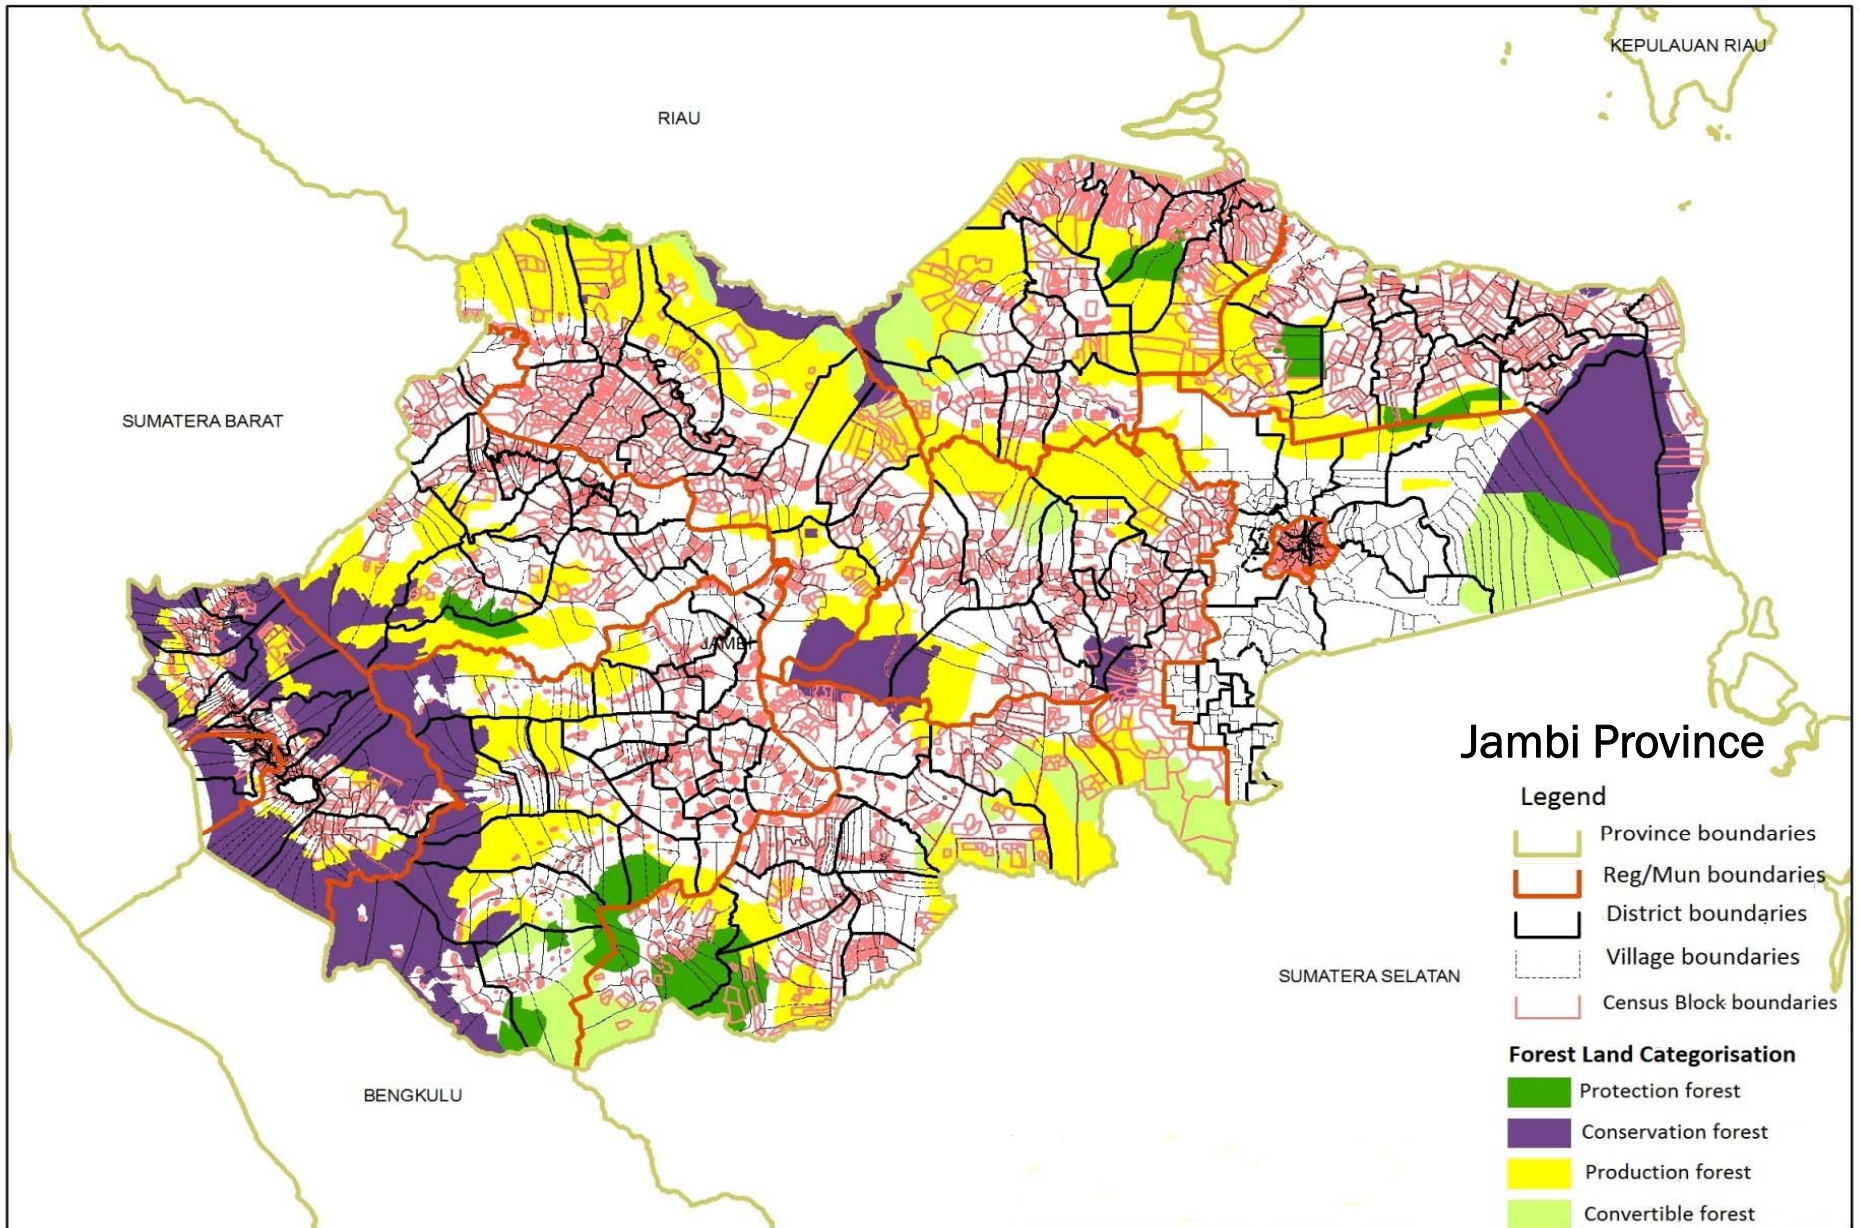 KEPULAUAN RIAU
RIAU
SUMATERA BARAT
JAMBI
SUMATERA SELATAN
BENGKULU
Jambi Province
Legend
Province boundaries
Reg/Mun boundaries
District boundaries
Village boundaries
Census Block boundaries
Forest Land Categorisation
Protection forest
Conservation forest
Production forest
Convertible forest